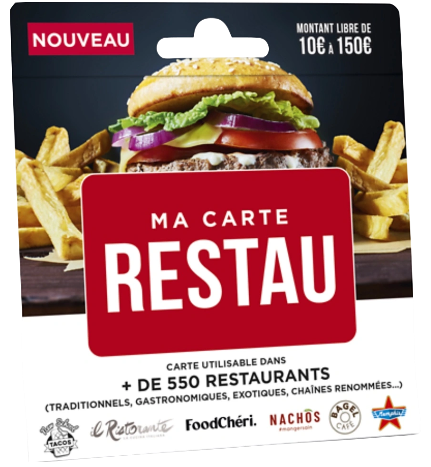 NOUVEAU
MONTANT LIBRE DE
10€ à 150€
MA CARTE
RESTAU
CARTE UTILISABLE DANS
+ DE 550 RESTAURANTS
(TRADITIONNELS, GASTRONOMIQUES, EXOTIQUES, CHAÎNES RENOMMÉES...)
TACOS
il Ristorante
FoodChéri.
NACHOS
BAGEL
CAFE
Memphis